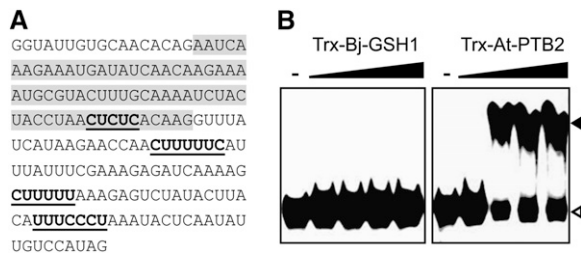 A
GGUAUUGUGCAACACAGAAUCA
AAGAAAUGAUAUCAACAAGAAA
AUGCGUACUUUGCAAAAUCUAC
UACCUAACUCUCACAAGGUUUA
UCAUAAGAACCAACUUUUUCAU
UUAUUUCGAAAGAGAUCAAAAG
CUUUUUAAAGAGUCUAUACUUA
CAUUUCCCUAAAUACUCAAUAU
UGUCCAUAG
B
Trx-Bj-GSH1 Trx-At-PTB2
- -